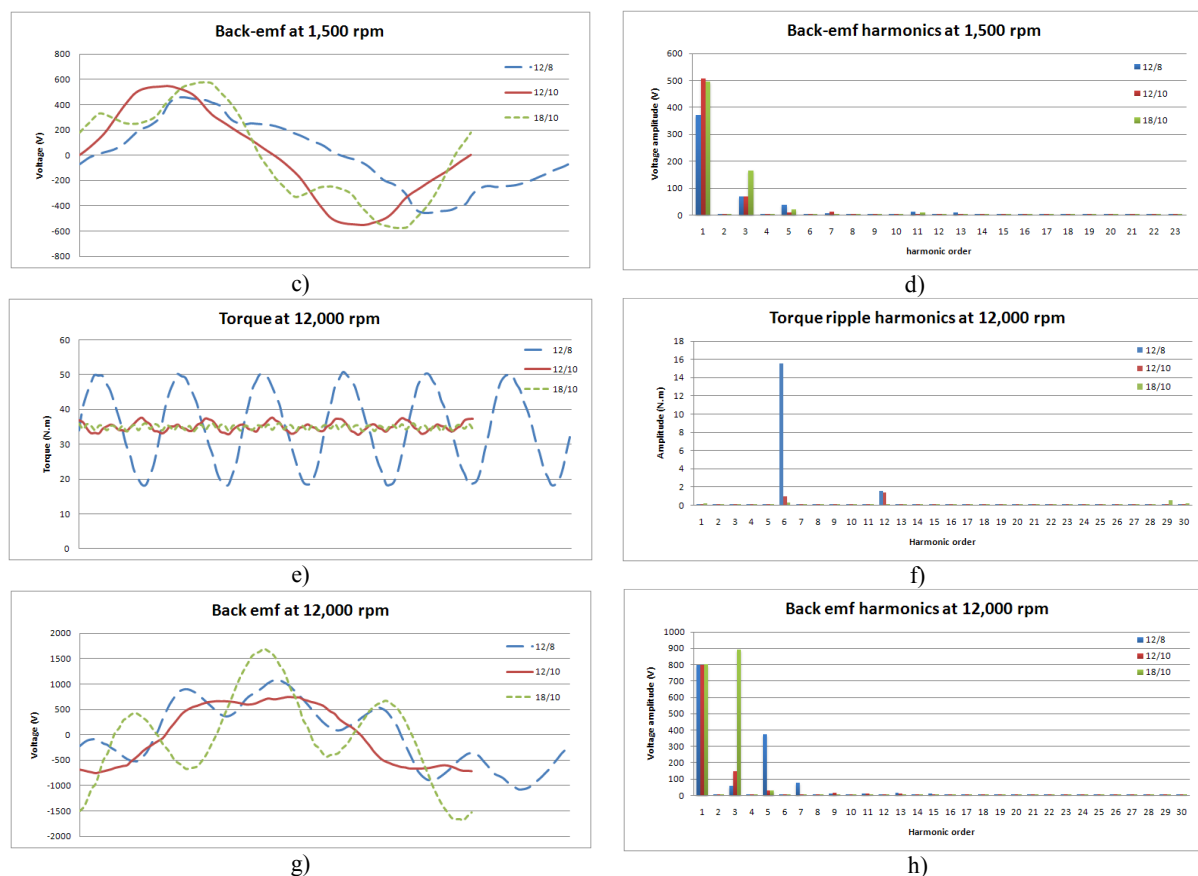 Back-emf at 1,500 rpm
800
600
400
200
0
-200
-400
-600
-800
Voltage (V)
12/8
12/10
18/10
c)
Back-emf harmonics at 1,500 rpm
600
500
400
300
200
100
0
Voltage amplitude (V)
12/8
12/10
18/10
1 2 3 4 5 6 7 8 9 10 11 12 13 14 15 16 17 18 19 20 21 22 23
harmonic order
d)
Torque at 12,000 rpm
60
50
40
30
20
10
0
Torque (N.m)
12/8
12/10
18/10
e)
Torque ripple harmonics at 12,000 rpm
18
16
14
12
10
8
6
4
2
0
Amplitude (N.m)
12/8
12/10
18/10
1 2 3 4 5 6 7 8 9 10 11 12 13 14 15 16 17 18 19 20 21 22 23 24 25 26 27 28 29 30
Harmonic order
f)
Back emf at 12,000 rpm
2000
1500
1000
500
0
-500
-1000
-1500
-2000
Voltage (V)
12/8
12/10
18/10
g)
Back emf harmonics at 12,000 rpm
1000
900
800
700
600
500
400
300
200
100
0
Voltage amplitude (V)
12/8
12/10
18/10
1 2 3 4 5 6 7 8 9 10 11 12 13 14 15 16 17 18 19 20 21 22 23 24 25 26 27 28 29 30
Harmonic order
h)